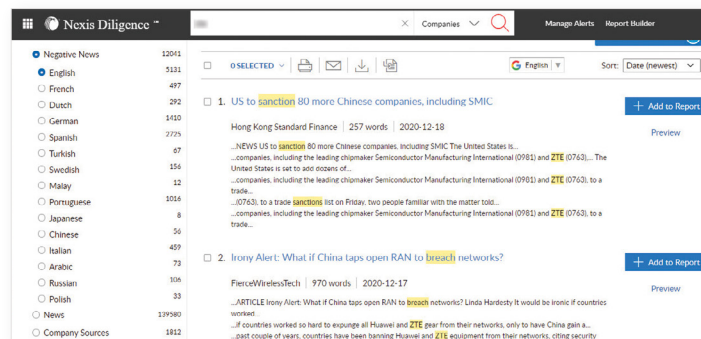 Nexis Diligence ™
× Companies
Manage Alerts Report Builder
Negative News 12041
English 5131
French 497
Dutch 292
German 1410
Spanish 2725
Turkish 67
Swedish 156
Malay 12
Portuguese 1016
Japanese 8
Chinese 56
Italian 459
Arabic 73
Russian 106
Polish 33
News 139580
Company Sources 1812
0 SELECTED
G English ▼
Sort: Date (newest)
1. US to sanction 80 more Chinese companies, including SMIC
+ Add to Report
Preview
Hong Kong Standard Finance | 257 words | 2020-12-18
...NEWS US to sanction 80 more Chinese companies. Including SMIC The United States is...
...companies, including the leading chipmaker Semiconductor Manufacturing International (0981) and ZTE (0763),... The
United States is set to add dozens of...
...companies, including the leading chipmaker Semiconductor Manufacturing International (0981) and ZTE (0763), to a
trade...
...(0763), to a trade sanctions list on Friday, two people familiar with the matter told...
...companies, including the leading chipmaker Semiconductor Manufacturing International (0981) and ZTE (0763), to a
trade...
2. Irony Alert: What if China taps open RAN to breach networks?
+ Add to Report
Preview
FierceWirelessTech | 970 words | 2020-12-17
...ARTICLE Irony Alert: What if China taps open RAN to breach networks? Linda Hardesty It would be ironic if countries
worked...
...if countries worked so hard to expunge all Huawei and ZTE gear from their networks, only to have China gain a...
...past couple of years, countries have been banning Huawei and ZTE equipment from their networks, citing security